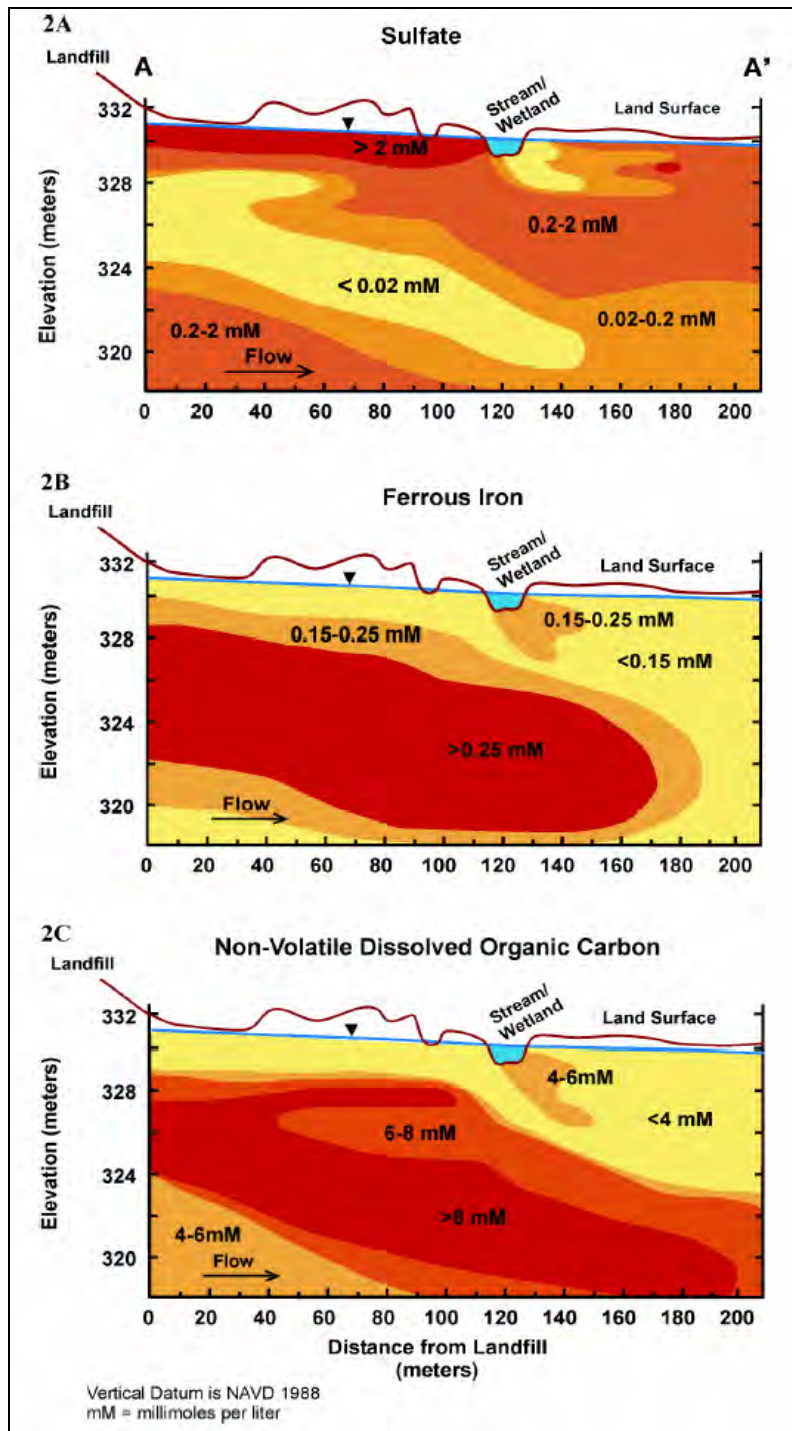 2A
Sulfate
Landfill
A
A'
Stream/
Wetland
Land Surface
332
328
324
320
Elevation (meters)
> 2 mM
0.2-2 mM
< 0.02 mM
0.02-0.2 mM
0.2-2 mM
Flow
0 20 40 60 80 100 120 140 160 180 200
2B
Ferrous Iron
Landfill
Stream/
Wetland
Land Surface
332
328
324
320
Elevation (meters)
0.15-0.25 mM
0.15-0.25 mM
<0.15 mM
>0.25 mM
Flow
0 20 40 60 80 100 120 140 160 180 200
2C
Non-Volatile Dissolved Organic Carbon
Landfill
Stream/
Wetland
Land Surface
332
328
324
320
Elevation (meters)
4-6mM
<4 mM
6-8 mM
>8 mM
4-6mM
Flow
0 20 40 60 80 100 120 140 160 180 200
Distance from Landfill
(meters)
Vertical Datum is NAVD 1988
mM = millimoles per liter